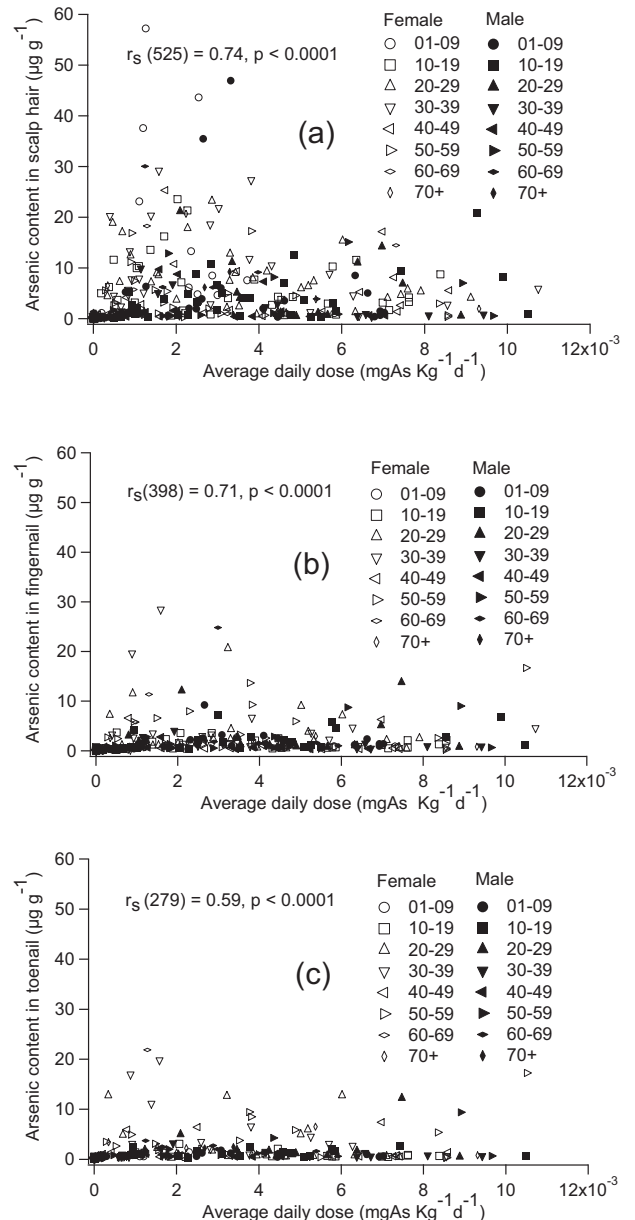 60
50
40
30
20
10
0
Arsenic content in scalp hair (µg g⁻¹)
rS (525) = 0.74, p < 0.0001
(a)
Female Male
01-09 01-09
10-19 10-19
20-29 20-29
30-39 30-39
40-49 40-49
50-59 50-59
60-69 60-69
70+ 70+
0 2 4 6 8 10 12x10⁻³
Average daily dose (mgAs Kg⁻¹d⁻¹)
60
50
40
30
20
10
0
Arsenic content in fingernail (µg g⁻¹)
rS(398) = 0.71, p < 0.0001
(b)
Female Male
01-09 01-09
10-19 10-19
20-29 20-29
30-39 30-39
40-49 40-49
50-59 50-59
60-69 60-69
70+ 70+
0 2 4 6 8 10 12x10⁻³
Average daily dose (mgAs Kg⁻¹d⁻¹)
60
50
40
30
20
10
0
Arsenic content in toenail (µg g⁻¹)
rS (279) = 0.59, p < 0.0001
(c)
Female Male
01-09 01-09
10-19 10-19
20-29 20-29
30-39 30-39
40-49 40-49
50-59 50-59
60-69 60-69
70+ 70+
0 2 4 6 8 10 12x10⁻³
Average daily dose (mgAs Kg⁻¹d⁻¹)